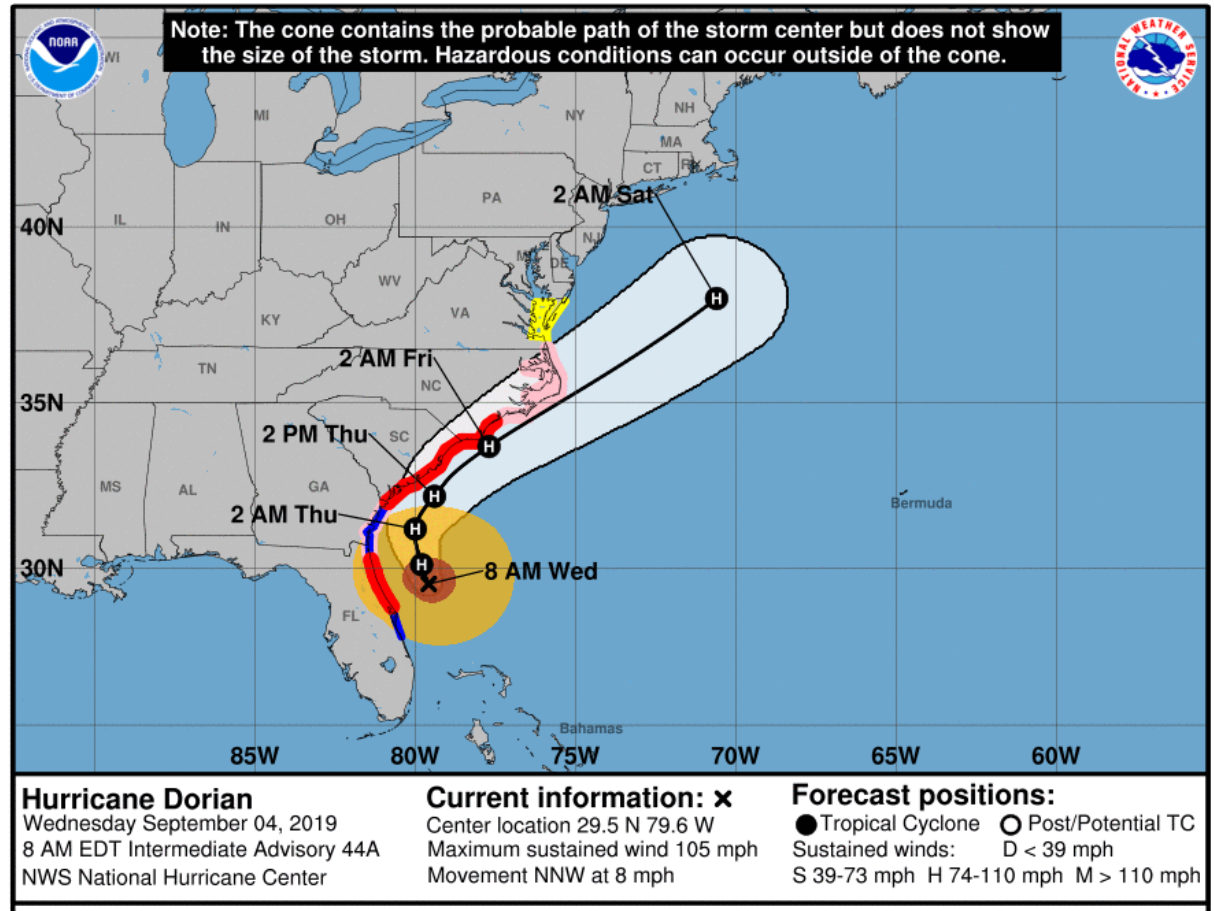 Note: The cone contains the probable path of the storm center but does not show
the size of the storm. Hazardous conditions can occur outside of the cone.
NOAA
NATIONAL WEATHER SERVICE
WI
MI
NY
NH
MA
CT
RI
PA
2 AM Sat
40N
IL
IN
OH
NJ
DE
WV
KY
VA
H
2 AM Fri
TN
NC
35N
2 PM Thu
SC
H
MS
AL
GA
H
Bermuda
2 AM Thu
H
30N
H
8 AM Wed
FL
Bahamas
85W
80W
75W
70W
65W
60W
Hurricane Dorian
Wednesday September 04, 2019
8 AM EDT Intermediate Advisory 44A
NWS National Hurricane Center
Current information: ×
Center location 29.5 N 79.6 W
Maximum sustained wind 105 mph
Movement NNW at 8 mph
Forecast positions:
Tropical Cyclone Post/Potential TC
Sustained winds: D < 39 mph
S 39-73 mph H 74-110 mph M > 110 mph